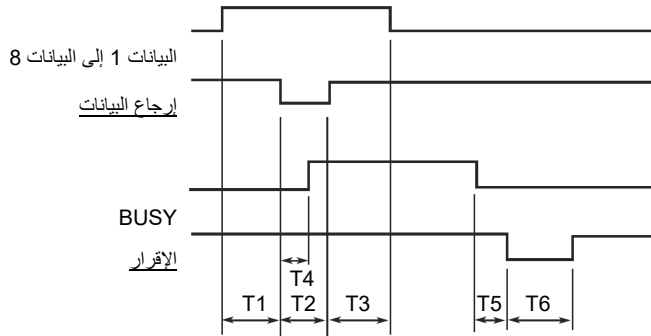 البيانات 1 إلى البيانات 8
إرجاع البيانات
BUSY
الإقرار
T4
T1 T2 T3 T5 T6